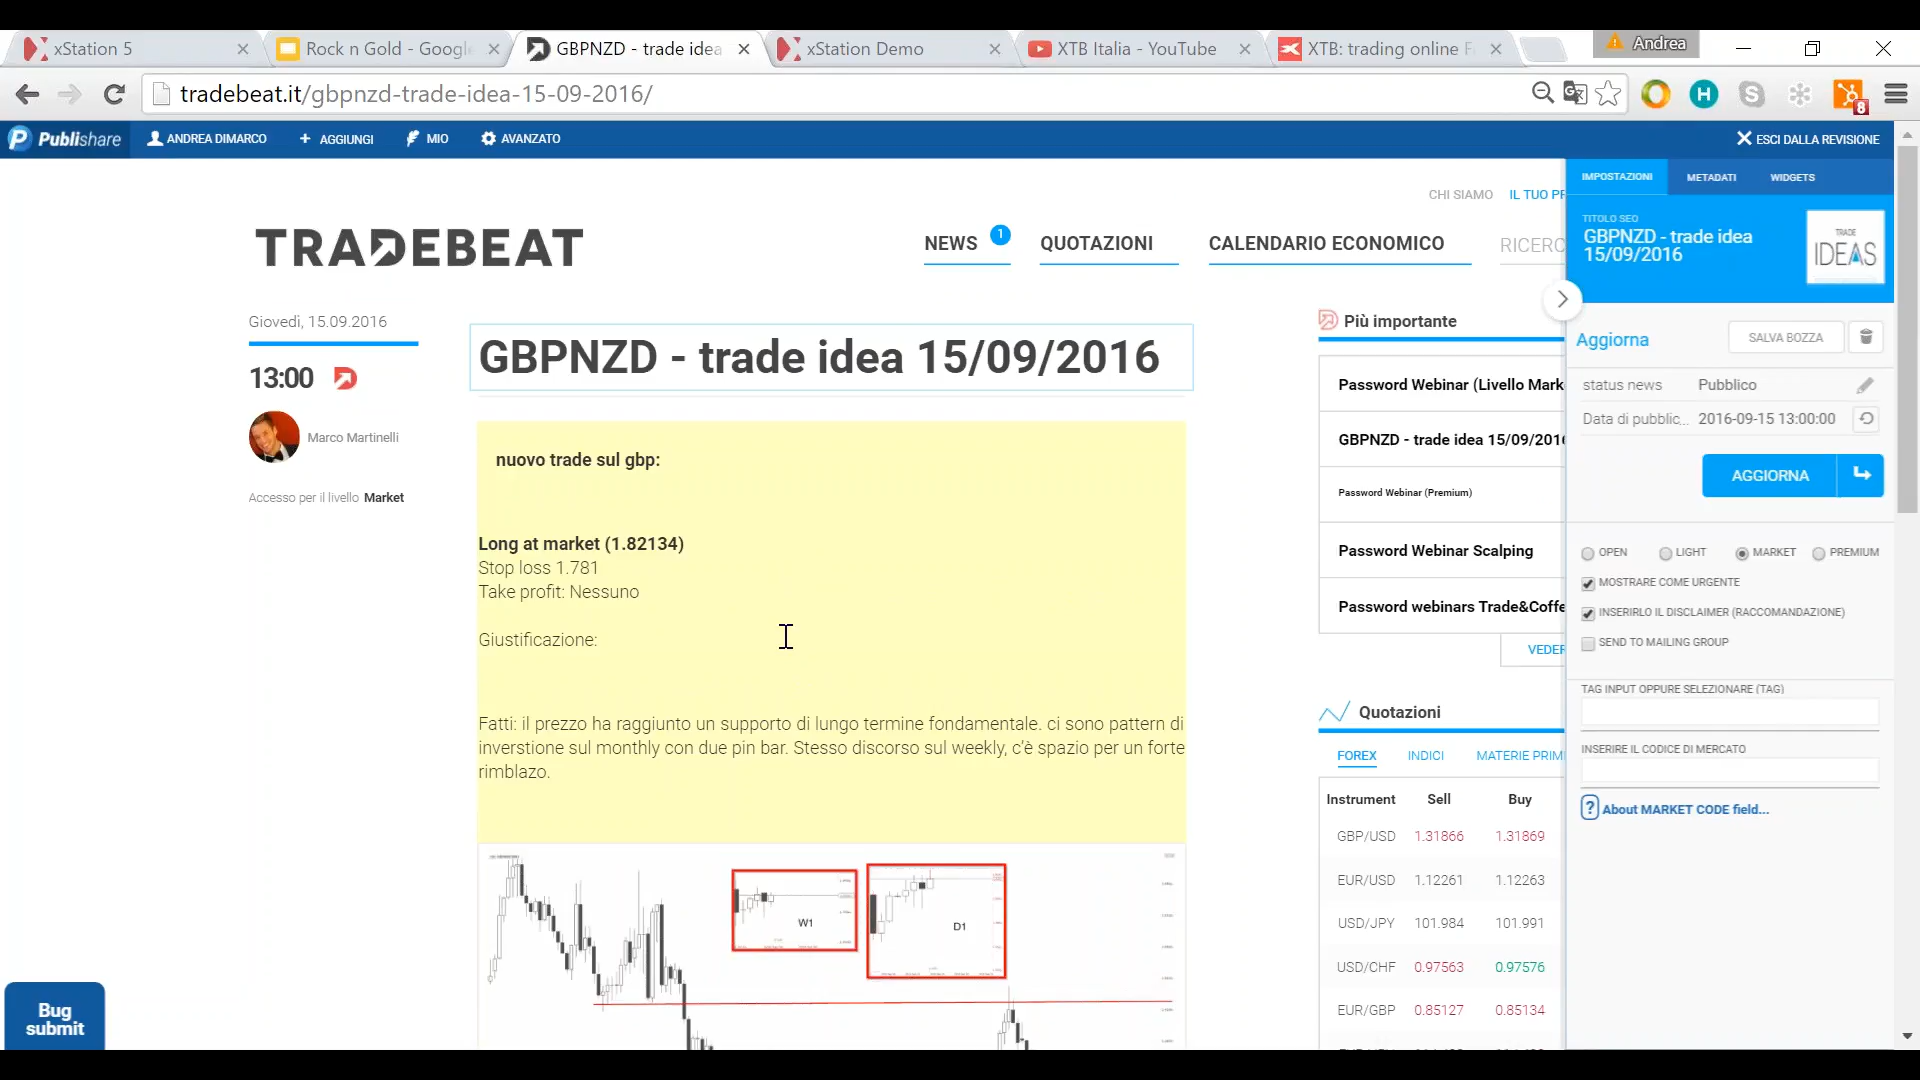 xStation 5
Rock n Gold - Google
GBPNZD - trade idea
xStation Demo
XTB Italia - YouTube
XTB: trading online F
Andrea
tradebeat.it/gbpnzd-trade-idea-15-09-2016/
H
S
8
Publishare
ANDREA DIMARCO
+ AGGIUNGI
MIO
AVANZATO
ESCI DALLA REVISIONE
CHI SIAMO
IL TUO PR
TRADEBEAT
NEWS
1
QUOTAZIONI
CALENDARIO ECONOMICO
RICERC
Giovedì, 15.09.2016
13:00
Marco Martinelli
Accesso per il livello Market
GBPNZD - trade idea 15/09/2016
nuovo trade sul gbp:
Long at market (1.82134)
Stop loss 1.781
Take profit: Nessuno
Giustificazione:
Fatti: il prezzo ha raggiunto un supporto di lungo termine fondamentale. ci sono pattern di
inverstione sul monthly con due pin bar. Stesso discorso sul weekly, c'è spazio per un forte
rimblazo.
W1
D1
Più importante
Password Webinar (Livello Mark
GBPNZD - trade idea 15/09/2016
Password Webinar (Premium)
Password Webinar Scalping
Password webinars Trade&Coffe
VEDER
Quotazioni
FOREX
INDICI
MATERIE PRIM
Instrument Sell Buy
GBP/USD 1.31866 1.31869
EUR/USD 1.12261 1.12263
USD/JPY 101.984 101.991
USD/CHF 0.97563 0.97576
EUR/GBP 0.85127 0.85134
IMPOSTAZIONI
METADATI
WIDGETS
TITOLO SEO
GBPNZD - trade idea
15/09/2016
TRADE
IDEAS
Aggiorna
SALVA BOZZA
status news Pubblico
Data di pubblic... 2016-09-15 13:00:00
AGGIORNA
OPEN
LIGHT
MARKET
PREMIUM
MOSTRARE COME URGENTE
INSERIRLO IL DISCLAIMER (RACCOMANDAZIONE)
SEND TO MAILING GROUP
TAG INPUT OPPURE SELEZIONARE (TAG)
INSERIRE IL CODICE DI MERCATO
? About MARKET CODE field...
Bug
submit